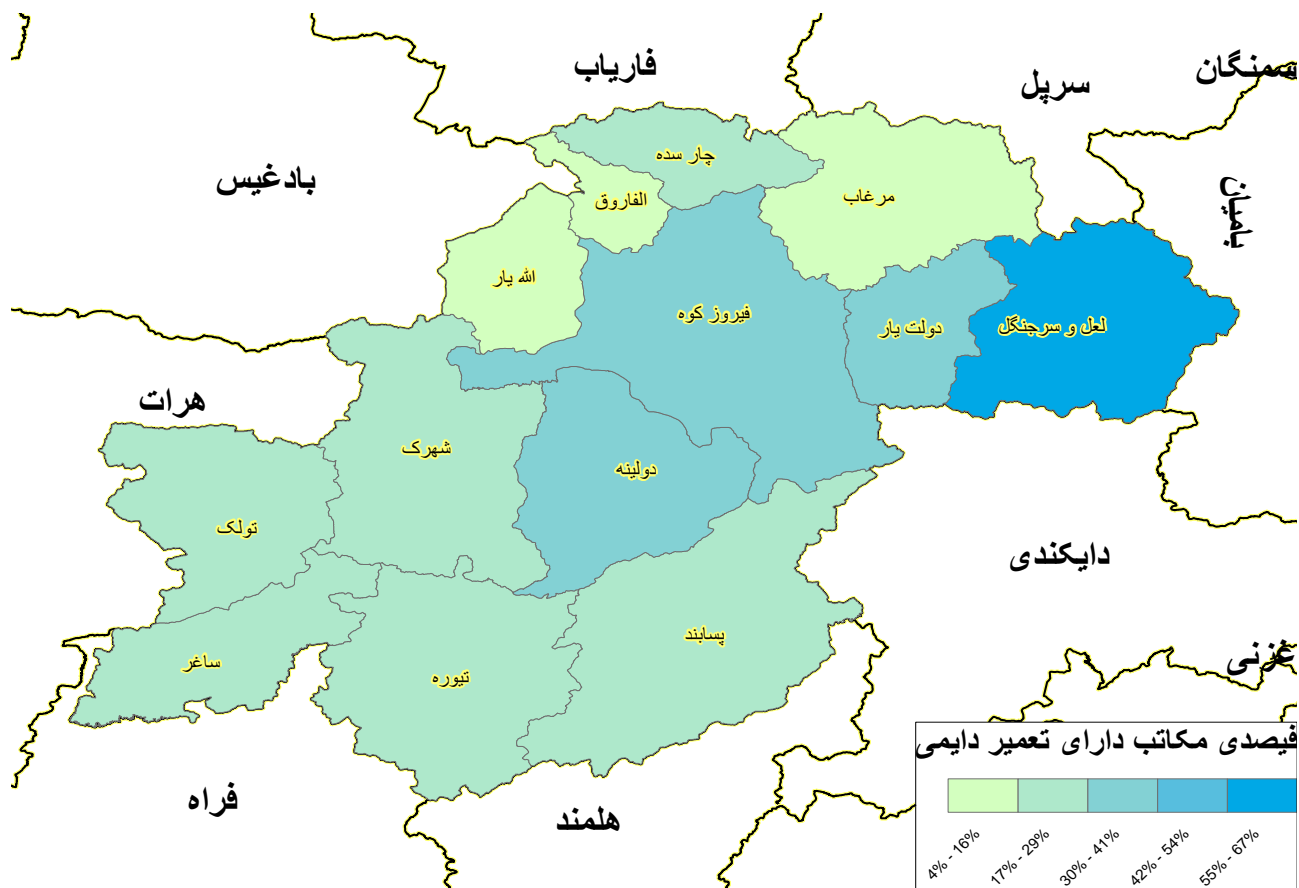 فاریاب
سرپل
سمنگان
بادغیس
بامیان
چار سده
الفاروق
مرغاب
الله یار
فیروز کوه
دولت یار
لعل و سرجنگل
هرات
شهرک
دولینه
تولک
دایکندی
پسابند
ساغر
تیوره
غزنی
فراه
هلمند
فیصدی مکاتب دارای تعمیر دایمی
4% - 16%
17% - 29%
30% - 41%
42% - 54%
55% - 67%